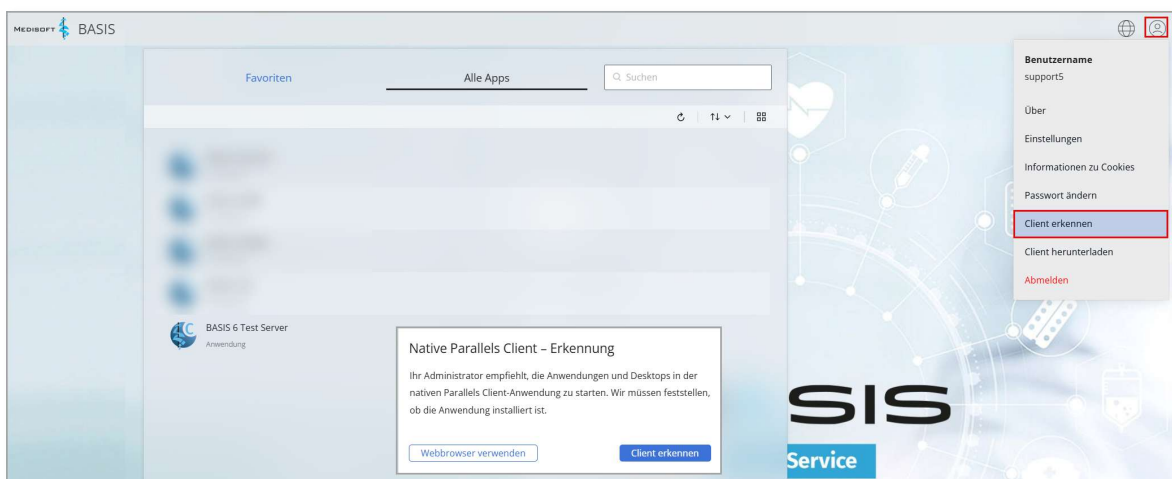 MEDISOFT BASIS
Favoriten
Alle Apps
Suchen
Benutzername
support5
Über
Einstellungen
Informationen zu Cookies
Passwort ändern
Client erkennen
Client herunterladen
Abmelden
BASIS 6 Test Server
Anwendung
Native Parallels Client – Erkennung
Ihr Administrator empfiehlt, die Anwendungen und Desktops in der
nativen Parallels Client-Anwendung zu starten. Wir müssen feststellen,
ob die Anwendung installiert ist.
Webbrowser verwenden
Client erkennen
SIS
Service